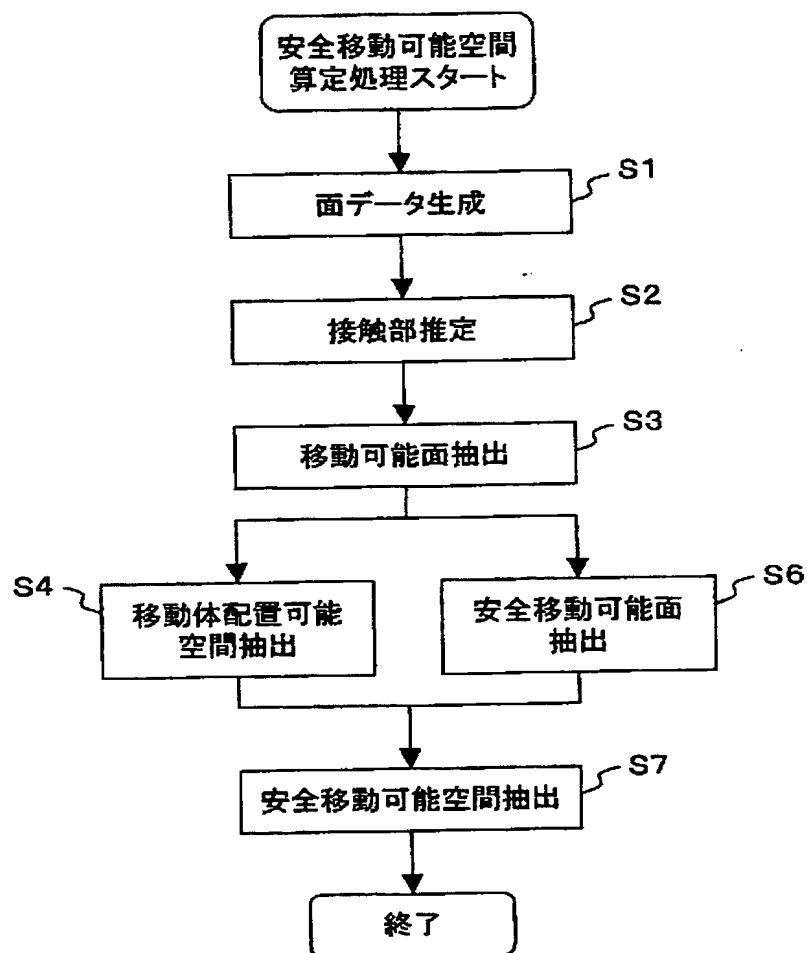 安全移動可能空間
算定処理スタート
S1
面データ生成
S2
接触部推定
S3
移動可能面抽出
S4
移動体配置可能
空間抽出
S6
安全移動可能面
抽出
S7
安全移動可能空間抽出
終了